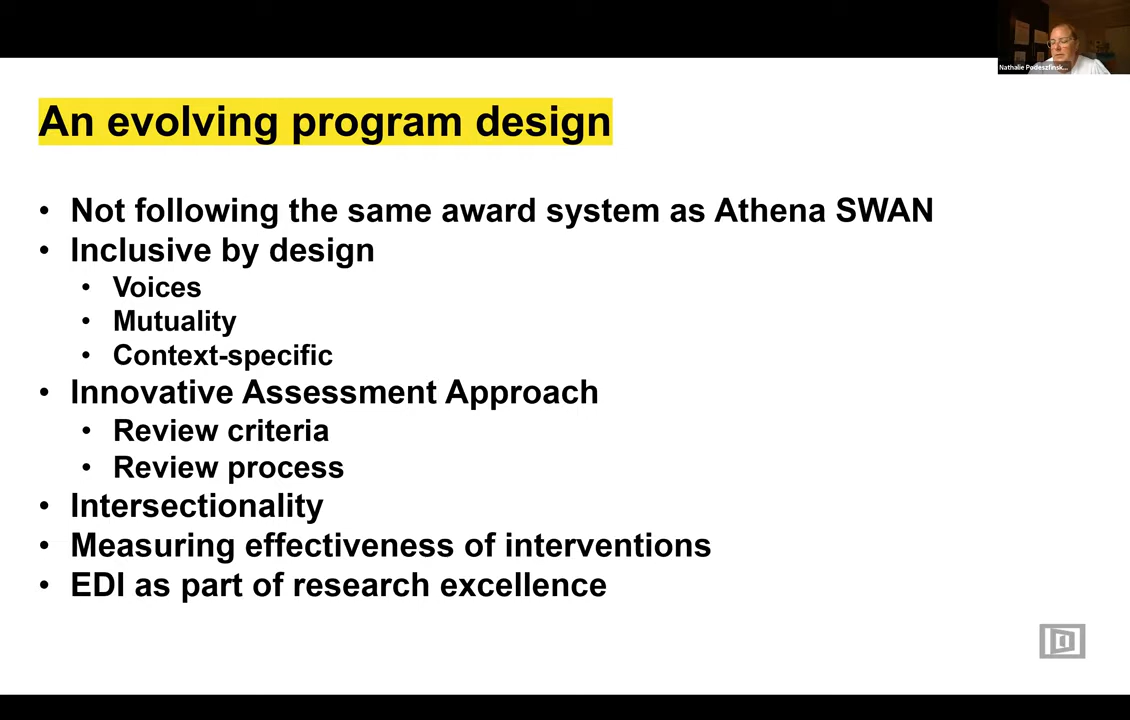 Nathalie Podeszfinsk...
An evolving program design
• Not following the same award system as Athena SWAN
• Inclusive by design
• Voices
• Mutuality
• Context-specific
• Innovative Assessment Approach
• Review criteria
• Review process
• Intersectionality
• Measuring effectiveness of interventions
• EDI as part of research excellence